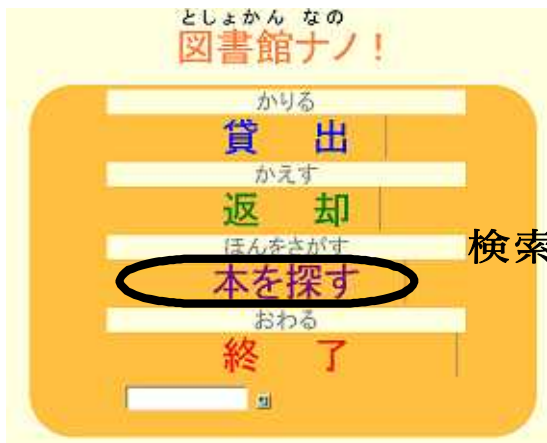 としょかん なの
図書館ナノ!
かりる
貸 出
かえす
返 却
ほんをさがす
検索
本を探す
おわる
終 了